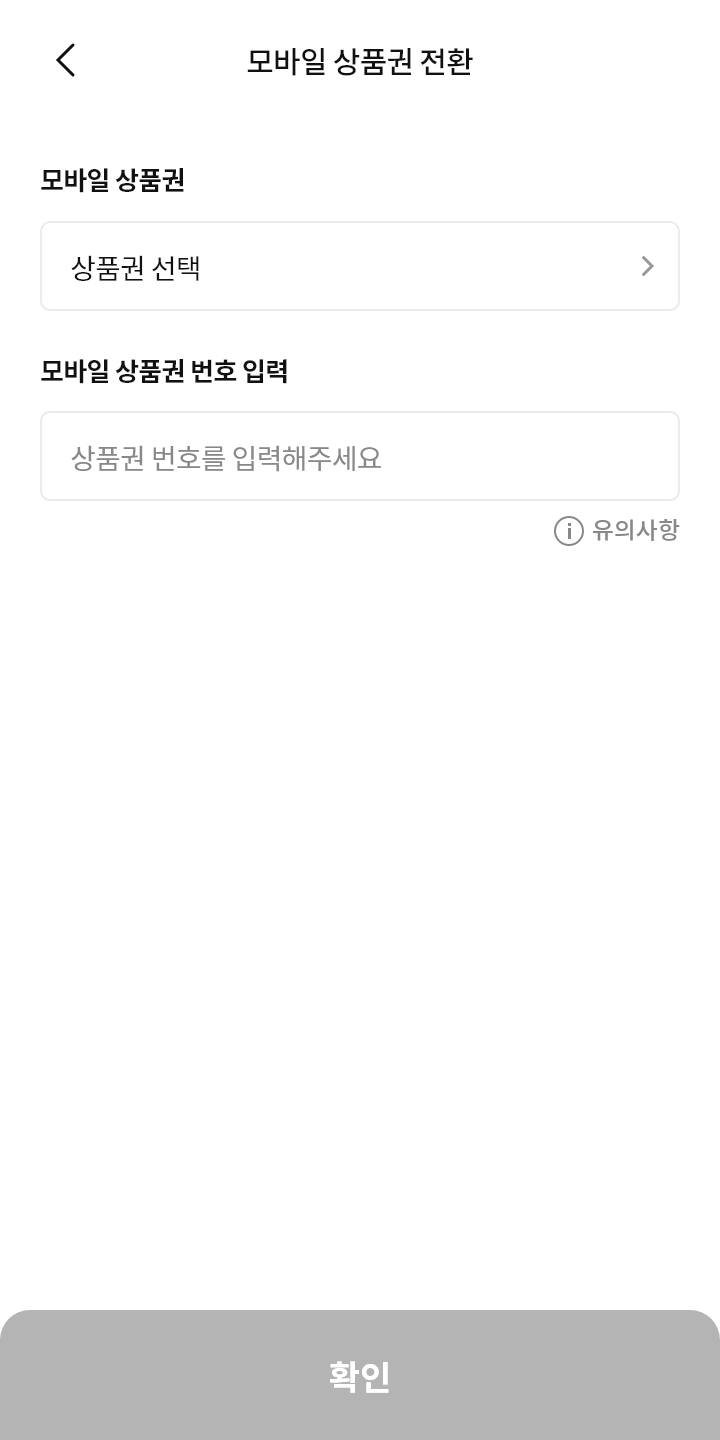 모바일 상품권 전환
모바일 상품권
상품권 선택
모바일 상품권 번호 입력
상품권 번호를 입력해주세요
유의사항
확인